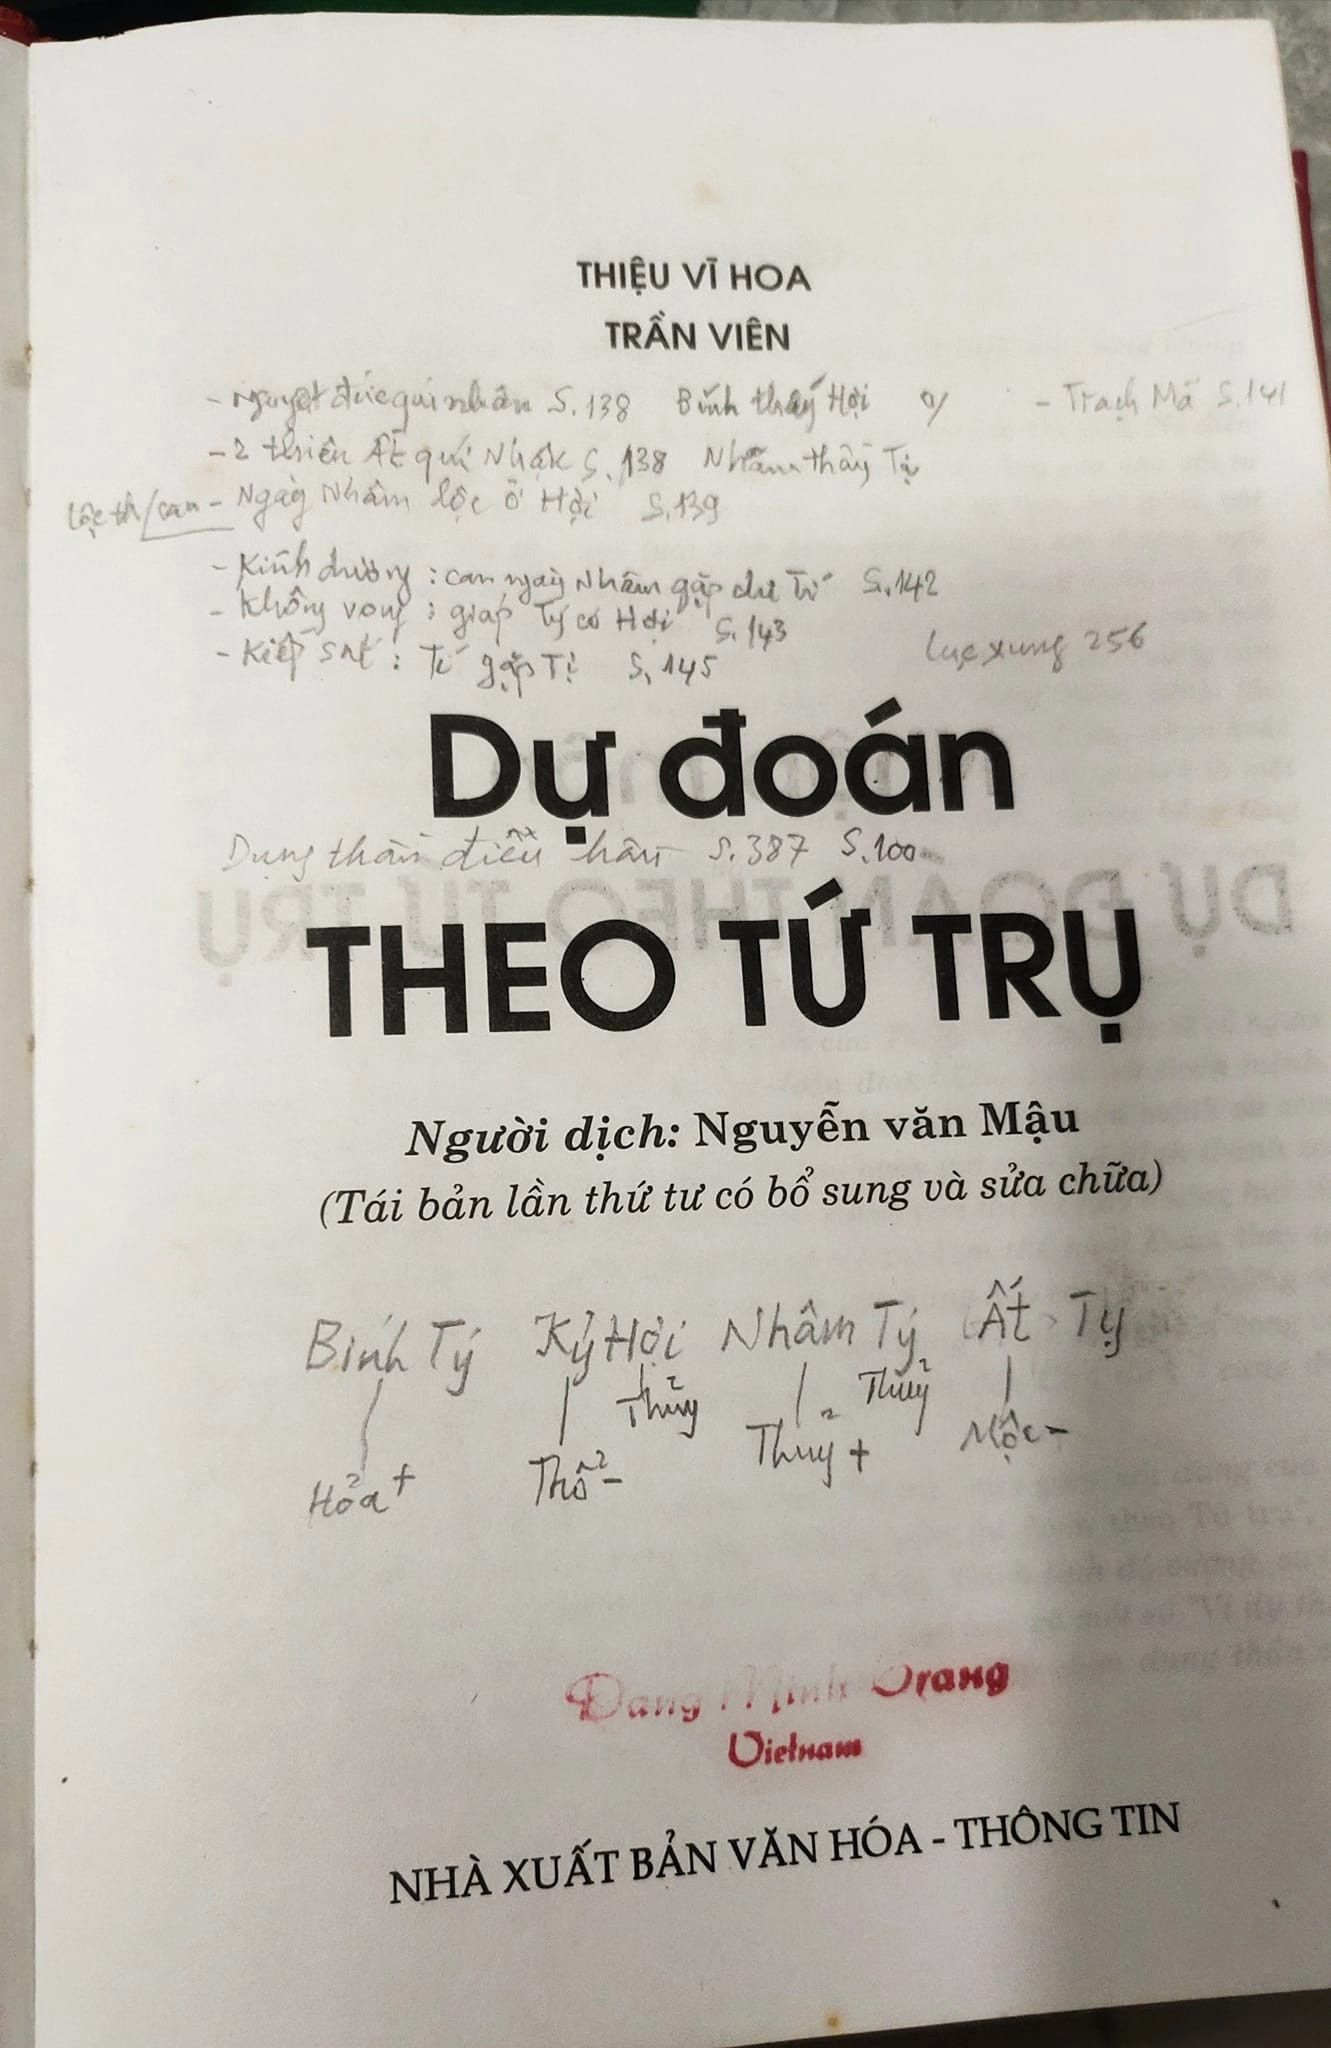 THIỆU VĨ HOA
TRẦN VIÊN
- Nguyệt đức quí nhân S.138 Bính thấy Hợi - Trạch Mã S.141
- 2 thiên Ất quí Nhân S.138 Nhâm thấy Tị
- Ngày Nhâm lộc ở Hợi S.139
- Kình dương: can ngày Nhâm gặp chi Tí S.142
- Không vong: giáp Tý có Hợi S.143
- Kiếp sát: Tí gặp Tị S.145 Lục xung 256
Dự đoán
Dụng thần điều hầu S.387 S.100
THEO TỨ TRỤ
Người dịch: Nguyễn văn Mậu
(Tái bản lần thứ tư có bổ sung và sửa chữa)
Bính Tý Kỷ Hợi Nhâm Tý Ất Tỵ
Thủy Thủy
Hỏa + Thổ - Thủy + Mộc -
Dang Minh
Vietnam
NHÀ XUẤT BẢN VĂN HÓA - THÔNG TIN